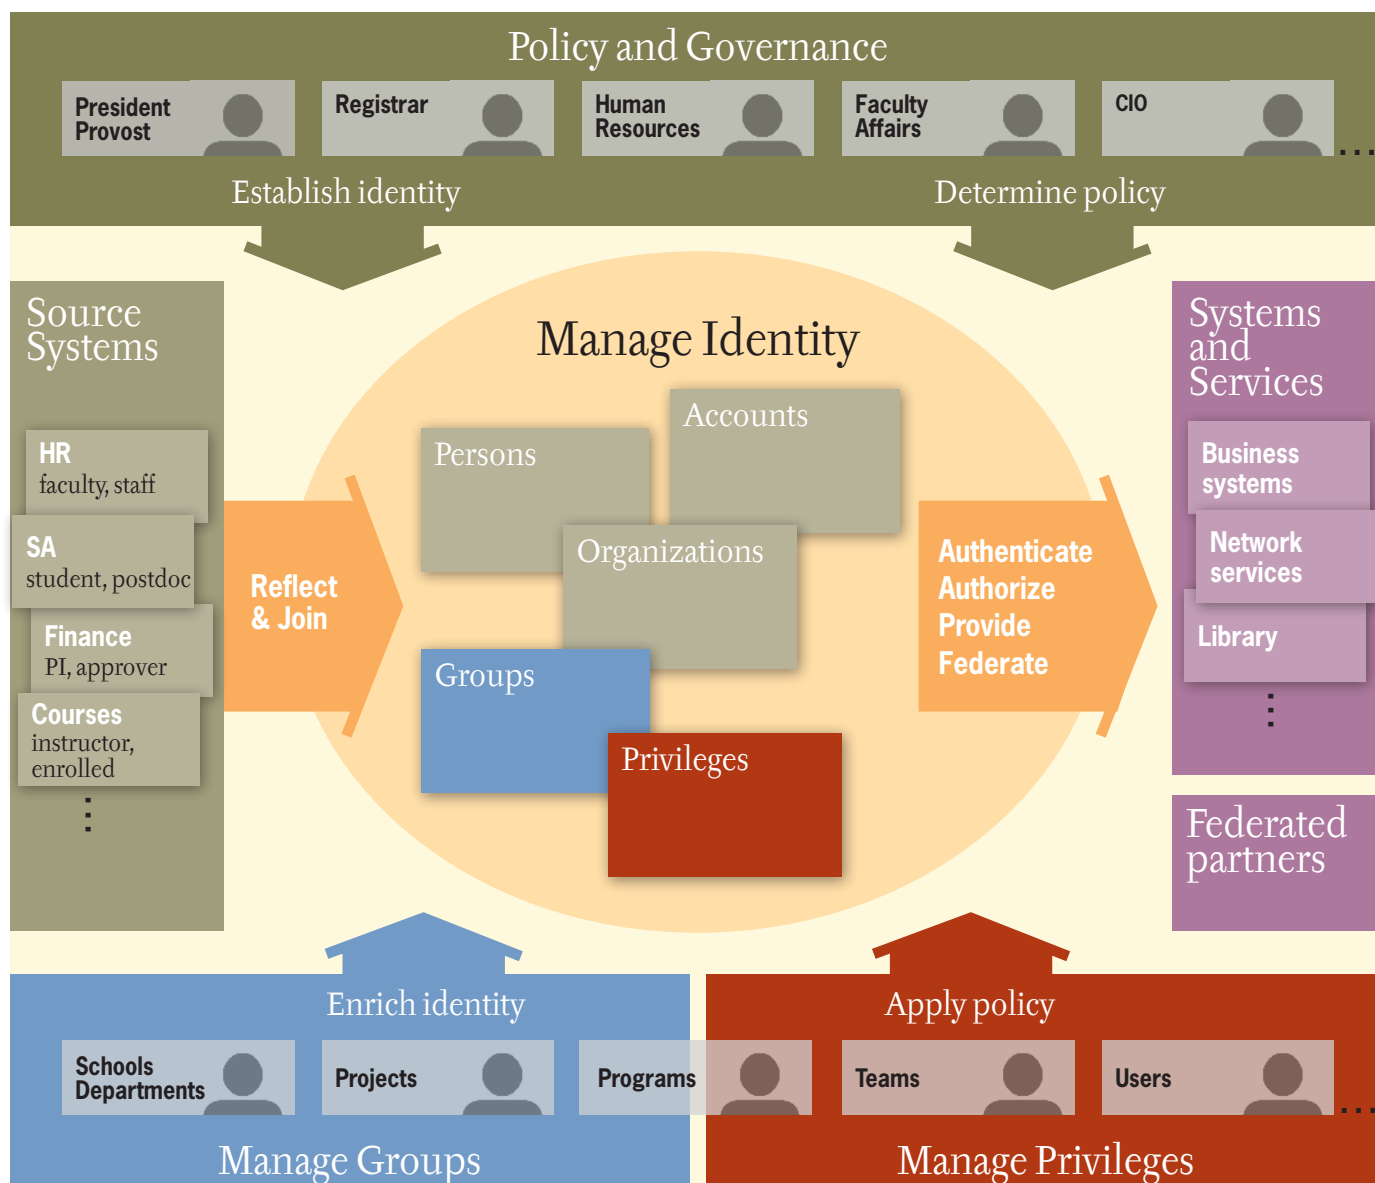 Policy and Governance
President
Provost
Registrar
Human
Resources
Faculty
Affairs
CIO
...
Establish identity
Determine policy
Source
Systems
HR
faculty, staff
SA
student, postdoc
Finance
PI, approver
Courses
instructor,
enrolled
...
Reflect
& Join
Manage Identity
Persons
Accounts
Organizations
Groups
Privileges
Authenticate
Authorize
Provide
Federate
Systems
and
Services
Business
systems
Network
services
Library
...
Federated
partners
Enrich identity
Apply policy
Schools
Departments
Projects
Programs
Teams
Users
...
Manage Groups
Manage Privileges